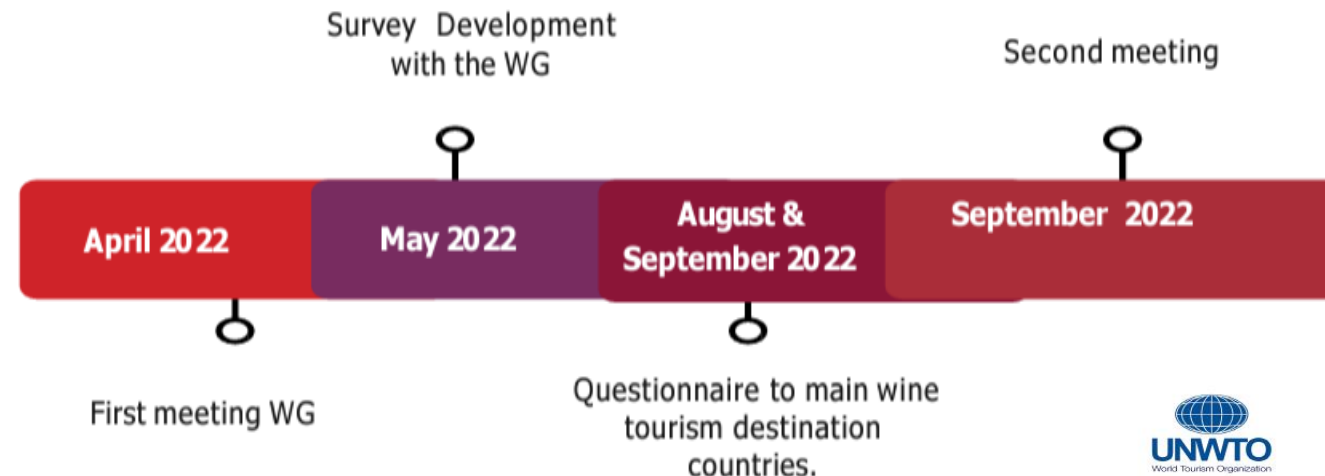 Survey Development
with the WG
Second meeting
April 2022
May 2022
August &
September 2022
September 2022
First meeting WG
Questionnaire to main wine
tourism destination
countries.
UNWTO
World Tourism Organization